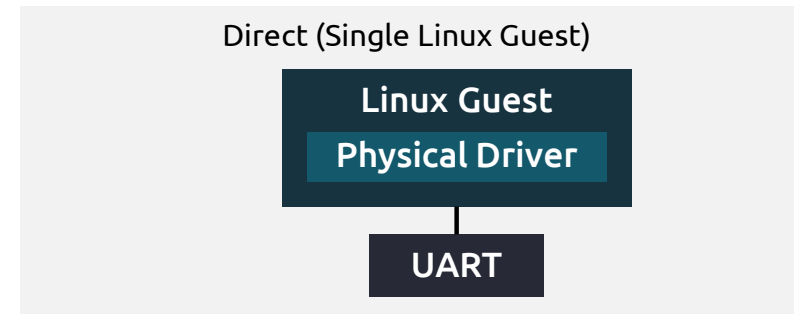 Direct (Single Linux Guest)
Linux Guest
Physical Driver
UART